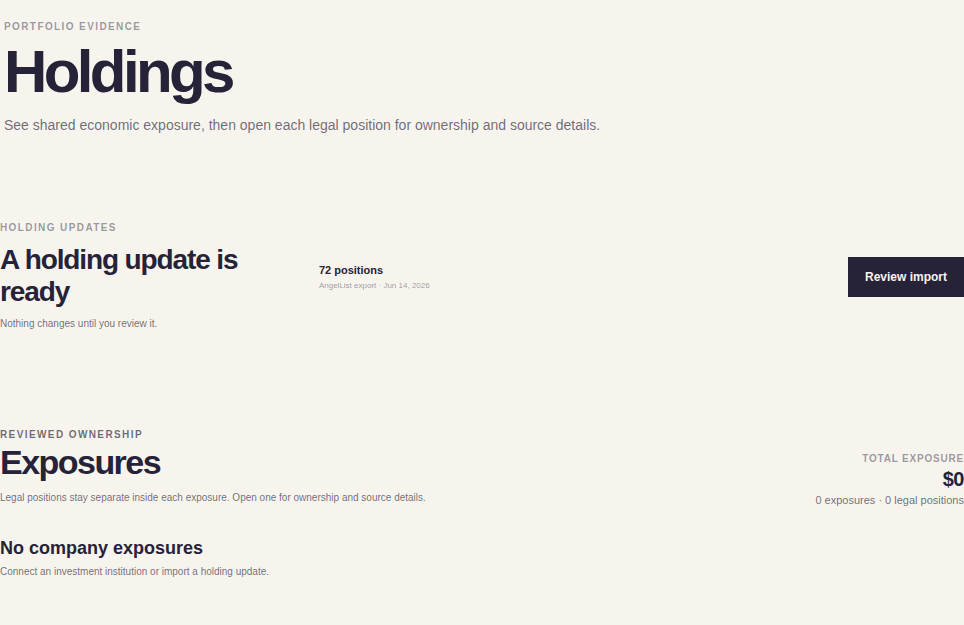 PORTFOLIO EVIDENCE
Holdings
See shared economic exposure, then open each legal position for ownership and source details.
HOLDING UPDATES
A holding update is
ready
Nothing changes until you review it.
72 positions
AngelList export · Jun 14, 2026
Review import
REVIEWED OWNERSHIP
Exposures
Legal positions stay separate inside each exposure. Open one for ownership and source details.
TOTAL EXPOSURE
$0
0 exposures · 0 legal positions
No company exposures
Connect an investment institution or import a holding update.